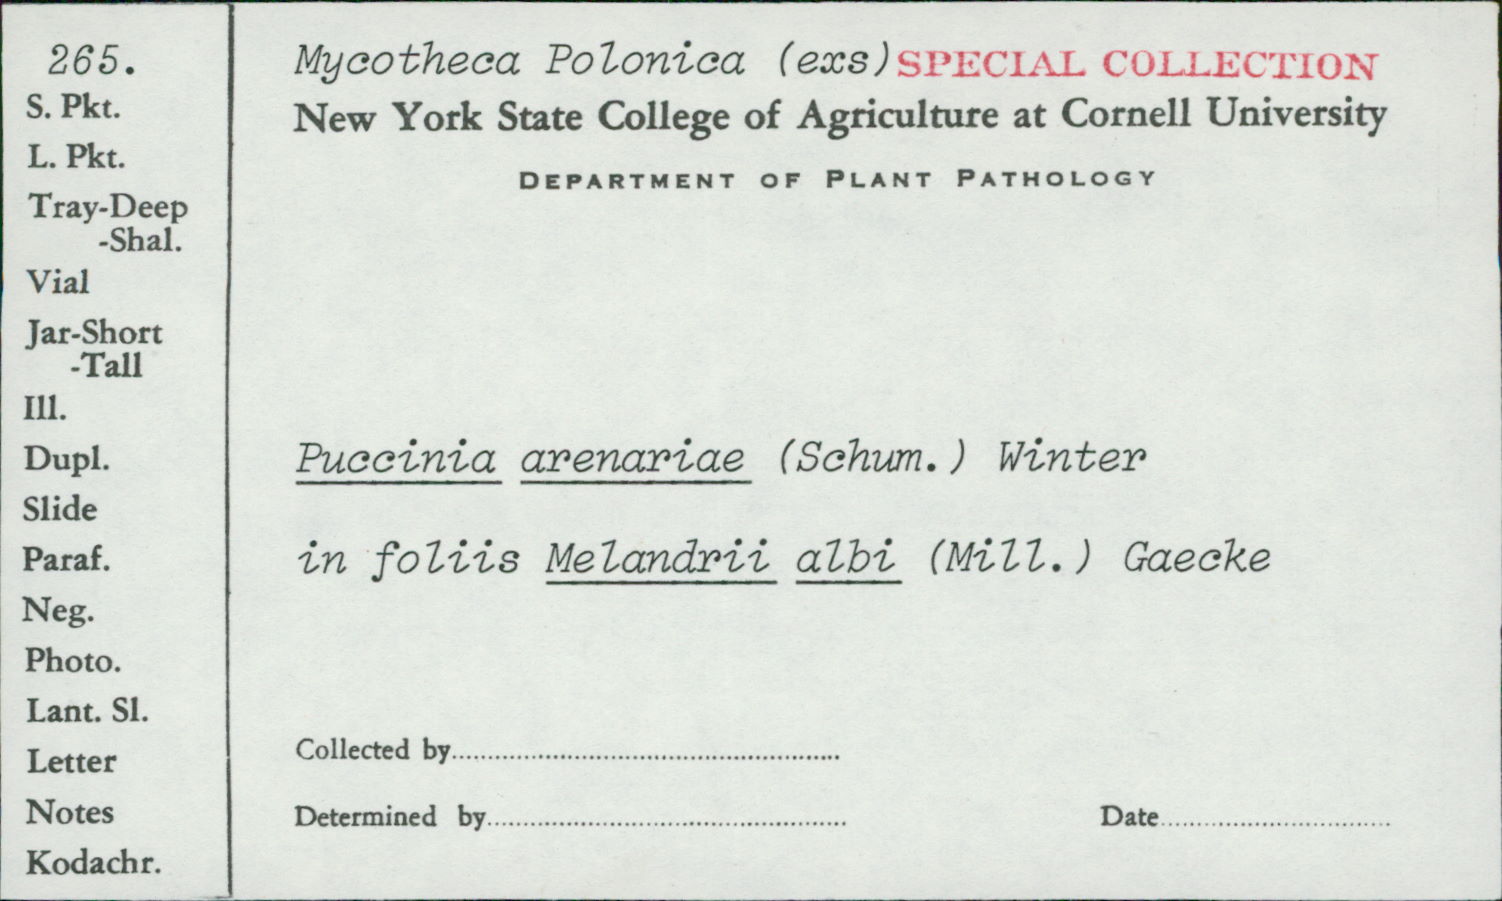 265.
S. Pkt.
L. Pkt.
Tray-Deep
-Shal.
Vial
Jar-Short
-Tall
Ill.
Dupl.
Slide
Paraf.
Neg.
Photo.
Lant. Sl.
Letter
Notes
Kodachr.
Mycotheca Polonica (exs) SPECIAL COLLECTION
New York State College of Agriculture at Cornell University
DEPARTMENT OF PLANT PATHOLOGY
Puccinia arenariae (Schum.) Winter
in foliis Melandrii albi (Mill.) Gaecke
Collected by
Determined by
Date